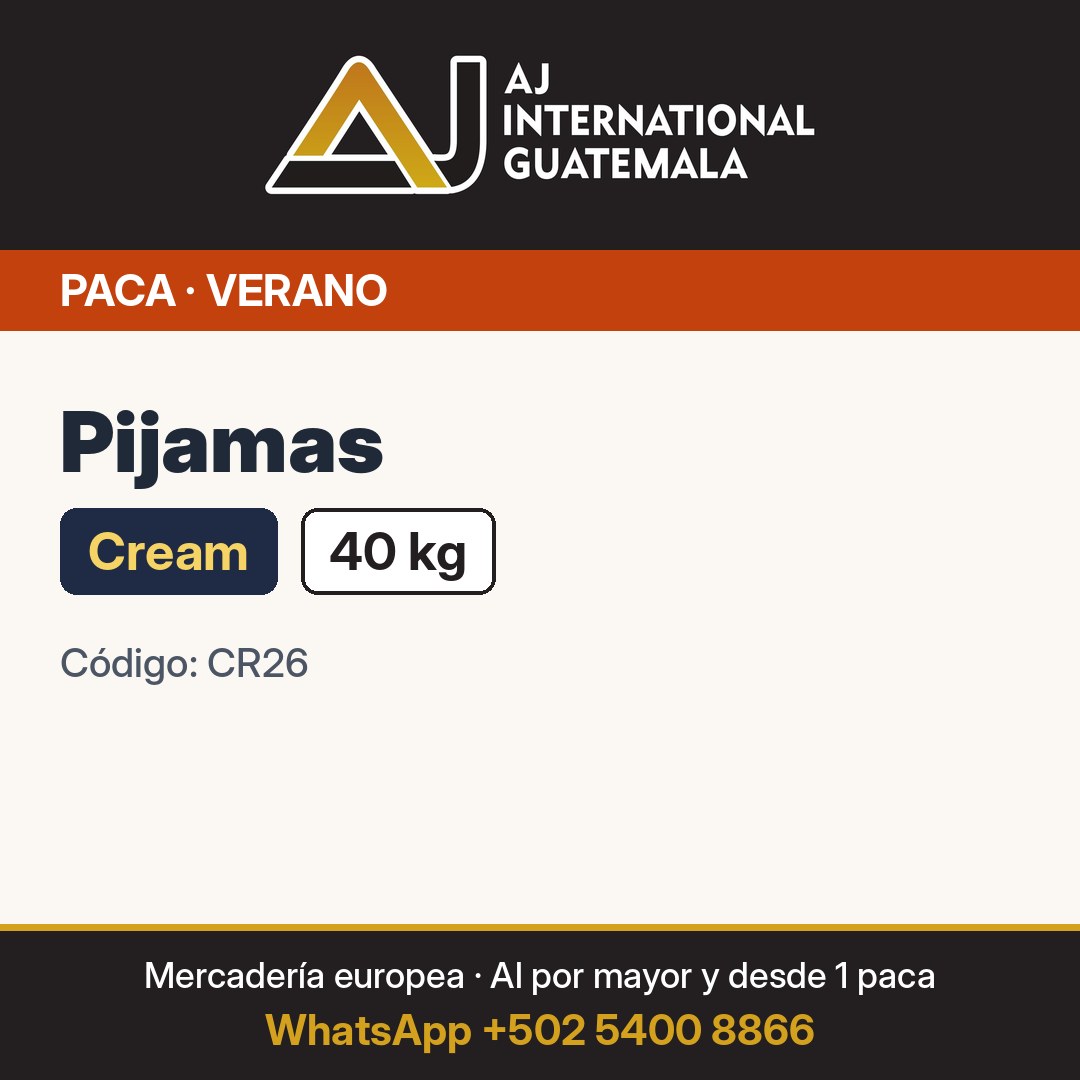 AJ
AJ
INTERNATIONAL
GUATEMALA
PACA · VERANO
Pijamas
Cream
40 kg
Código: CR26
Mercadería europea · Al por mayor y desde 1 paca
WhatsApp +502 5400 8866